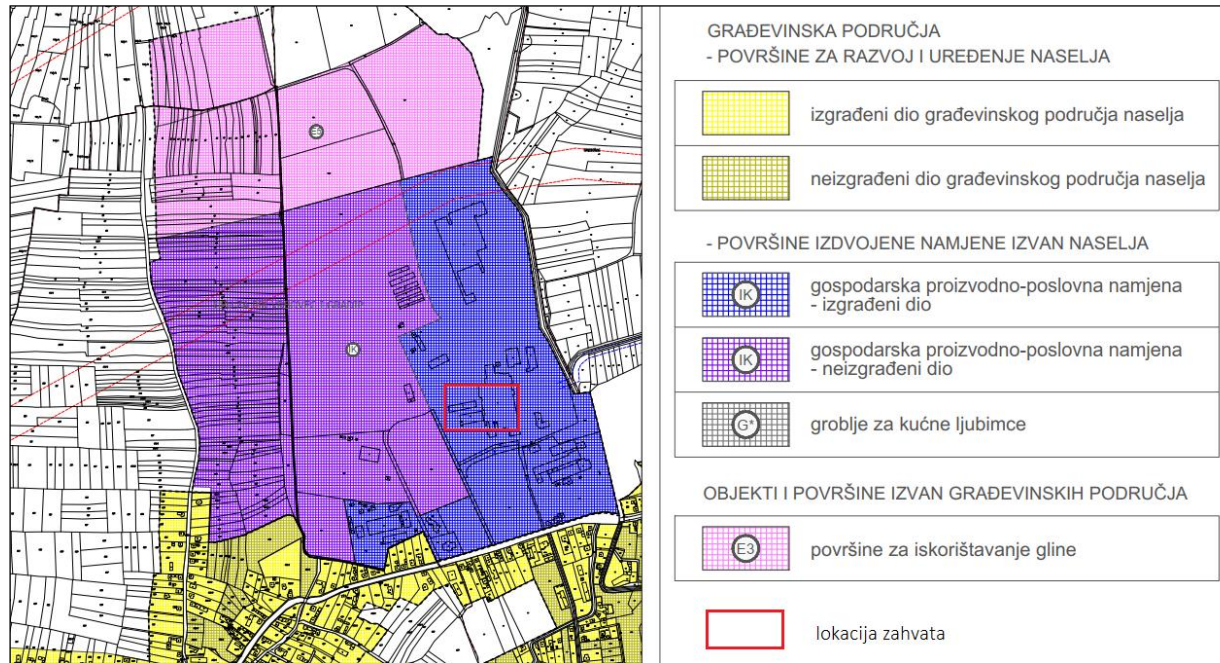 GRAĐEVINSKA PODRUČJA
- POVRŠINE ZA RAZVOJ I UREĐENJE NASELJA
izgrađeni dio građevinskog područja naselja
neizgrađeni dio građevinskog područja naselja
- POVRŠINE IZDVOJENE NAMJENE IZVAN NASELJA
IK
gospodarska proizvodno-poslovna namjena
- izgrađeni dio
IK
gospodarska proizvodno-poslovna namjena
- neizgrađeni dio
G*
groblje za kućne ljubimce
OBJEKTI I POVRŠINE IZVAN GRAĐEVINSKIH PODRUČJA
E3
površine za iskorištavanje gline
lokacija zahvata
E3
IK